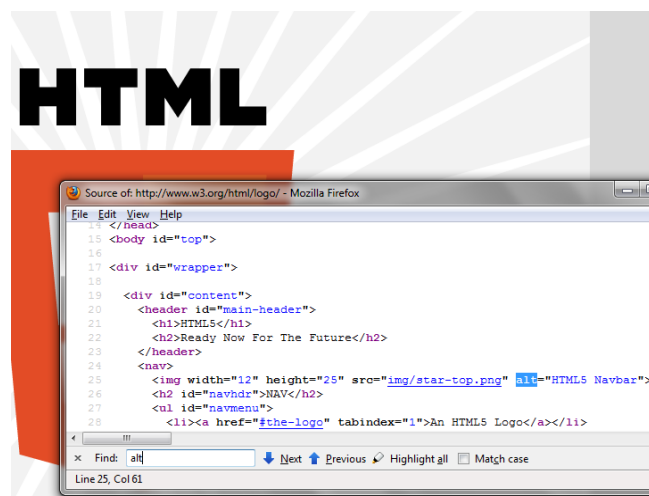 HTML
Source of: http://www.w3.org/html/logo/ - Mozilla Firefox
File Edit View Help
14 </head>
15 <body id="top">
16
17 <div id="wrapper">
18
19 <div id="content">
20 <header id="main-header">
21 <h1>HTML5</h1>
22 <h2>Ready Now For The Future</h2>
23 </header>
24 <nav>
25 <img width="12" height="25" src="img/star-top.png" alt="HTML5 Navbar">
26 <h2 id="navhdr">NAV</h2>
27 <ul id="navmenu">
28 <li><a href="#the-logo" tabindex="1">An HTML5 Logo</a></li>
× Find: alt Next Previous Highlight all Match case
Line 25, Col 61